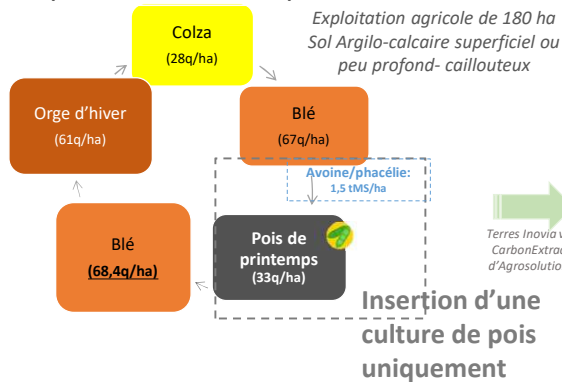 Exploitation agricole de 180 ha
Sol Argilo-calcaire superficiel ou
peu profond- caillouteux
Colza
(28q/ha)
Orge d'hiver
(61q/ha)
Blé
(67q/ha)
Avoine/phacélie:
1,5 tMS/ha
Blé
(68,4q/ha)
Pois de
printemps
(33q/ha)
Terres Inovia
CarbonExtrac
d'Agrosolution
Insertion d'une
culture de pois
uniquement